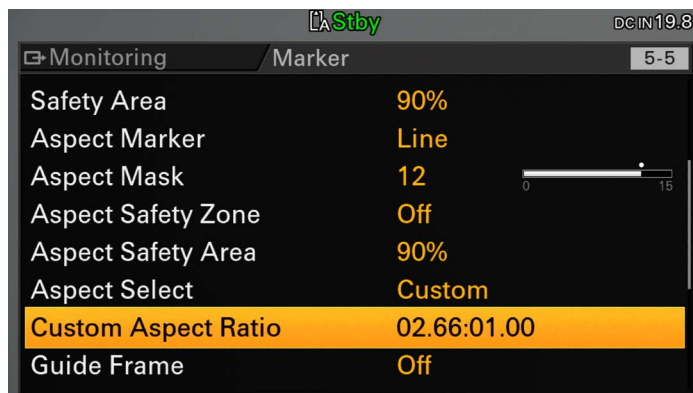 A Stby DC IN 19.8
Monitoring Marker 5-5
Safety Area 90%
Aspect Marker Line
Aspect Mask 12 0 15
Aspect Safety Zone Off
Aspect Safety Area 90%
Aspect Select Custom
Custom Aspect Ratio 02.66:01.00
Guide Frame Off